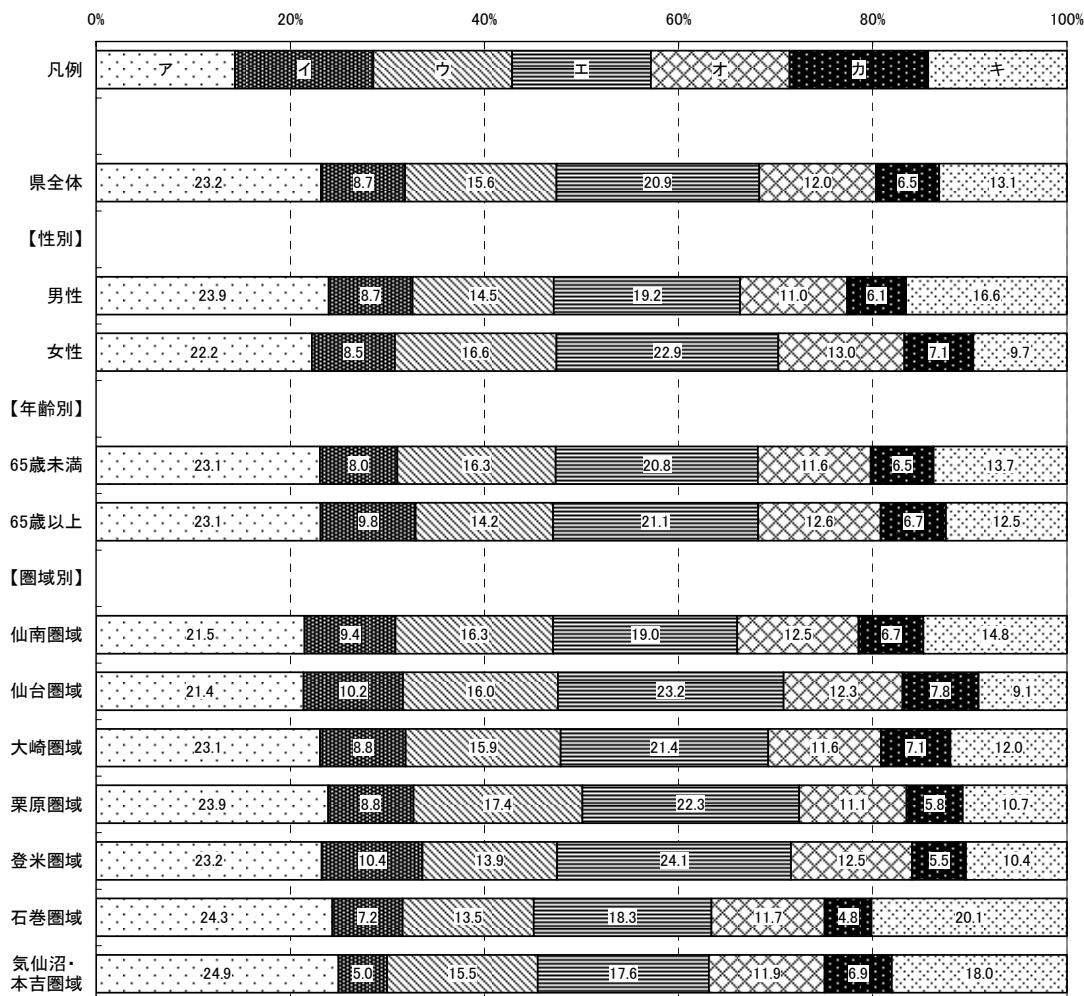 0% 20% 40% 60% 80% 100%
凡例 ア イ ウ エ オ カ キ
県全体 23.2 8.7 15.6 20.9 12.0 6.5 13.1
【性別】
男性 23.9 8.7 14.5 19.2 11.0 6.1 16.6
女性 22.2 8.5 16.6 22.9 13.0 7.1 9.7
【年齢別】
65歳未満 23.1 8.0 16.3 20.8 11.6 6.5 13.7
65歳以上 23.1 9.8 14.2 21.1 12.6 6.7 12.5
【圏域別】
仙南圏域 21.5 9.4 16.3 19.0 12.5 6.7 14.8
仙台圏域 21.4 10.2 16.0 23.2 12.3 7.8 9.1
大崎圏域 23.1 8.8 15.9 21.4 11.6 7.1 12.0
栗原圏域 23.9 8.8 17.4 22.3 11.1 5.8 10.7
登米圏域 23.2 10.4 13.9 24.1 12.5 5.5 10.4
石巻圏域 24.3 7.2 13.5 18.3 11.7 4.8 20.1
気仙沼・
本吉圏域 24.9 5.0 15.5 17.6 11.9 6.9 18.0